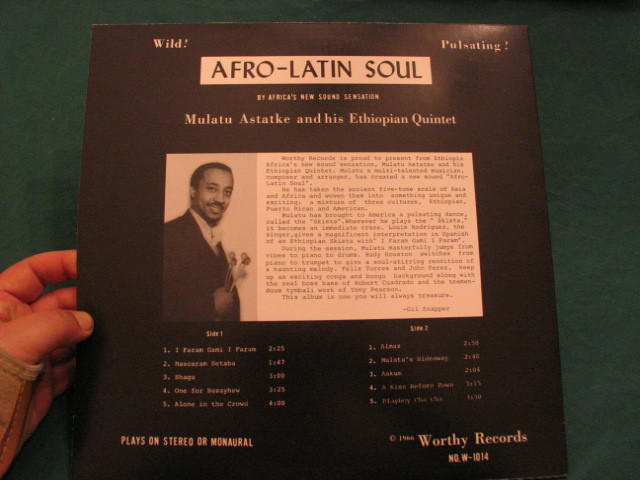 Wild!
Pulsating!
AFRO-LATIN SOUL
BY AFRICA'S NEW SOUND SENSATION
Mulatu Astatke and his Ethiopian Quintet
Worthy Records is proud to present from Ethiopia
Africa's new sound sensation, Mulatu Astatke and his
Ethiopian Quintet. Mulatu a multi-talented musician,
composer and arranger, has created a new sound "Afro-
Latin Soul".
He has taken the ancient five-tone scale of Asia
and Africa and woven them into something unique and
exciting; a mixture of three cultures, Ethiopian,
Puerto Rican and American.
Mulatu has brought to America a pulsating dance,
called the "Skista".Wherever he plays the " Skista,"
it becomes an immediate craze. Louis Rodriguez, the
singer,gives a magnificent interpretation in Spanish
of an Ethiopian Skista with" I Faram Gami I Faram".
During the session, Mulatu masterfully jumps from
vibes to piano to drums. Rudy Houston switches from
piano to trumpet to give a soul-stirring rendition of
a haunting melody. Felix Torres and John Perez, keep
up an exciting conga and bongo background along with
the real boss base of Robert Cuadrado and the tremen-
dous tymbali work of Tony Pearson.
This album is one you will always treasure.
-Gil Snapper
Side 1
1. I Faram Gami I Faram 2:25
2. Mascaram Setaba 1:47
3. Shagu 3:00
4. One for Buzzyhew 3:25
5. Alone in the Crowd 4:00
Side 2
1. Almaz 2:50
2. Mulatu's Hideaway 2:40
3. Askum 2:04
4. A Kiss Before Dawn 3:15
5. Playboy Cha Cha 3:30
PLAYS ON STEREO OR MONAURAL
© 1966 Worthy Records
NO. W-1014